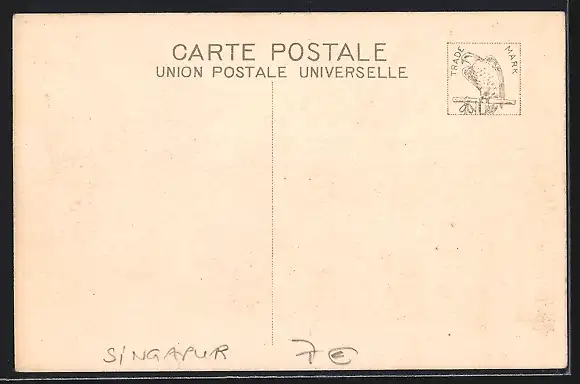 CARTE POSTALE
UNION POSTALE UNIVERSELLE
TRADE MARK
SINGAPUR 7€